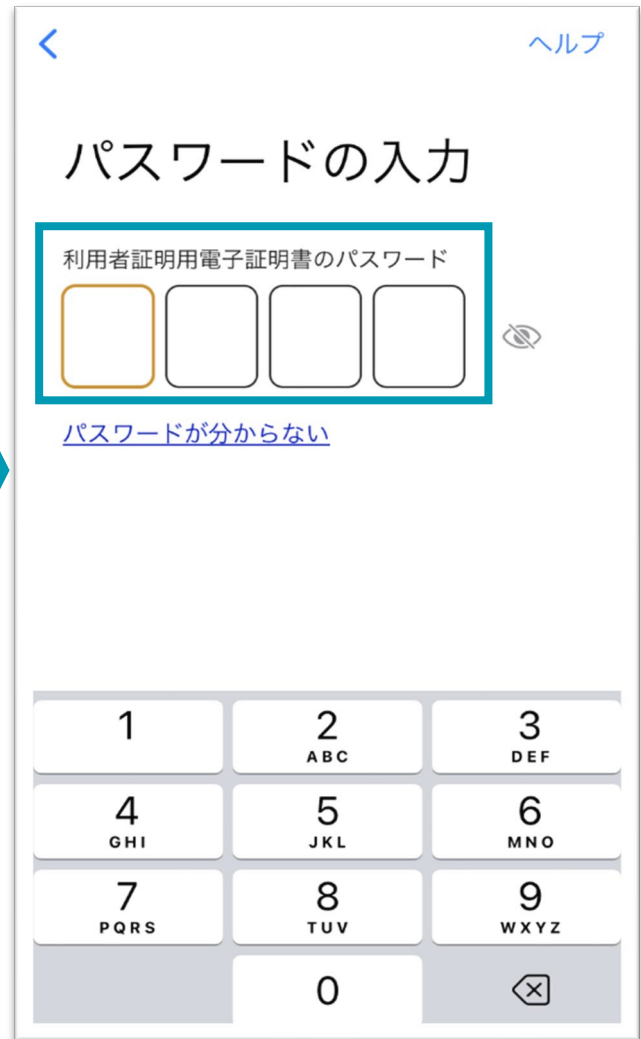 ヘルプ
パスワードの入力
利用者証明用電子証明書のパスワード
パスワードが分からない
1
2
ABC
3
DEF
4
GHI
5
JKL
6
MNO
7
PQRS
8
TUV
9
WXYZ
0